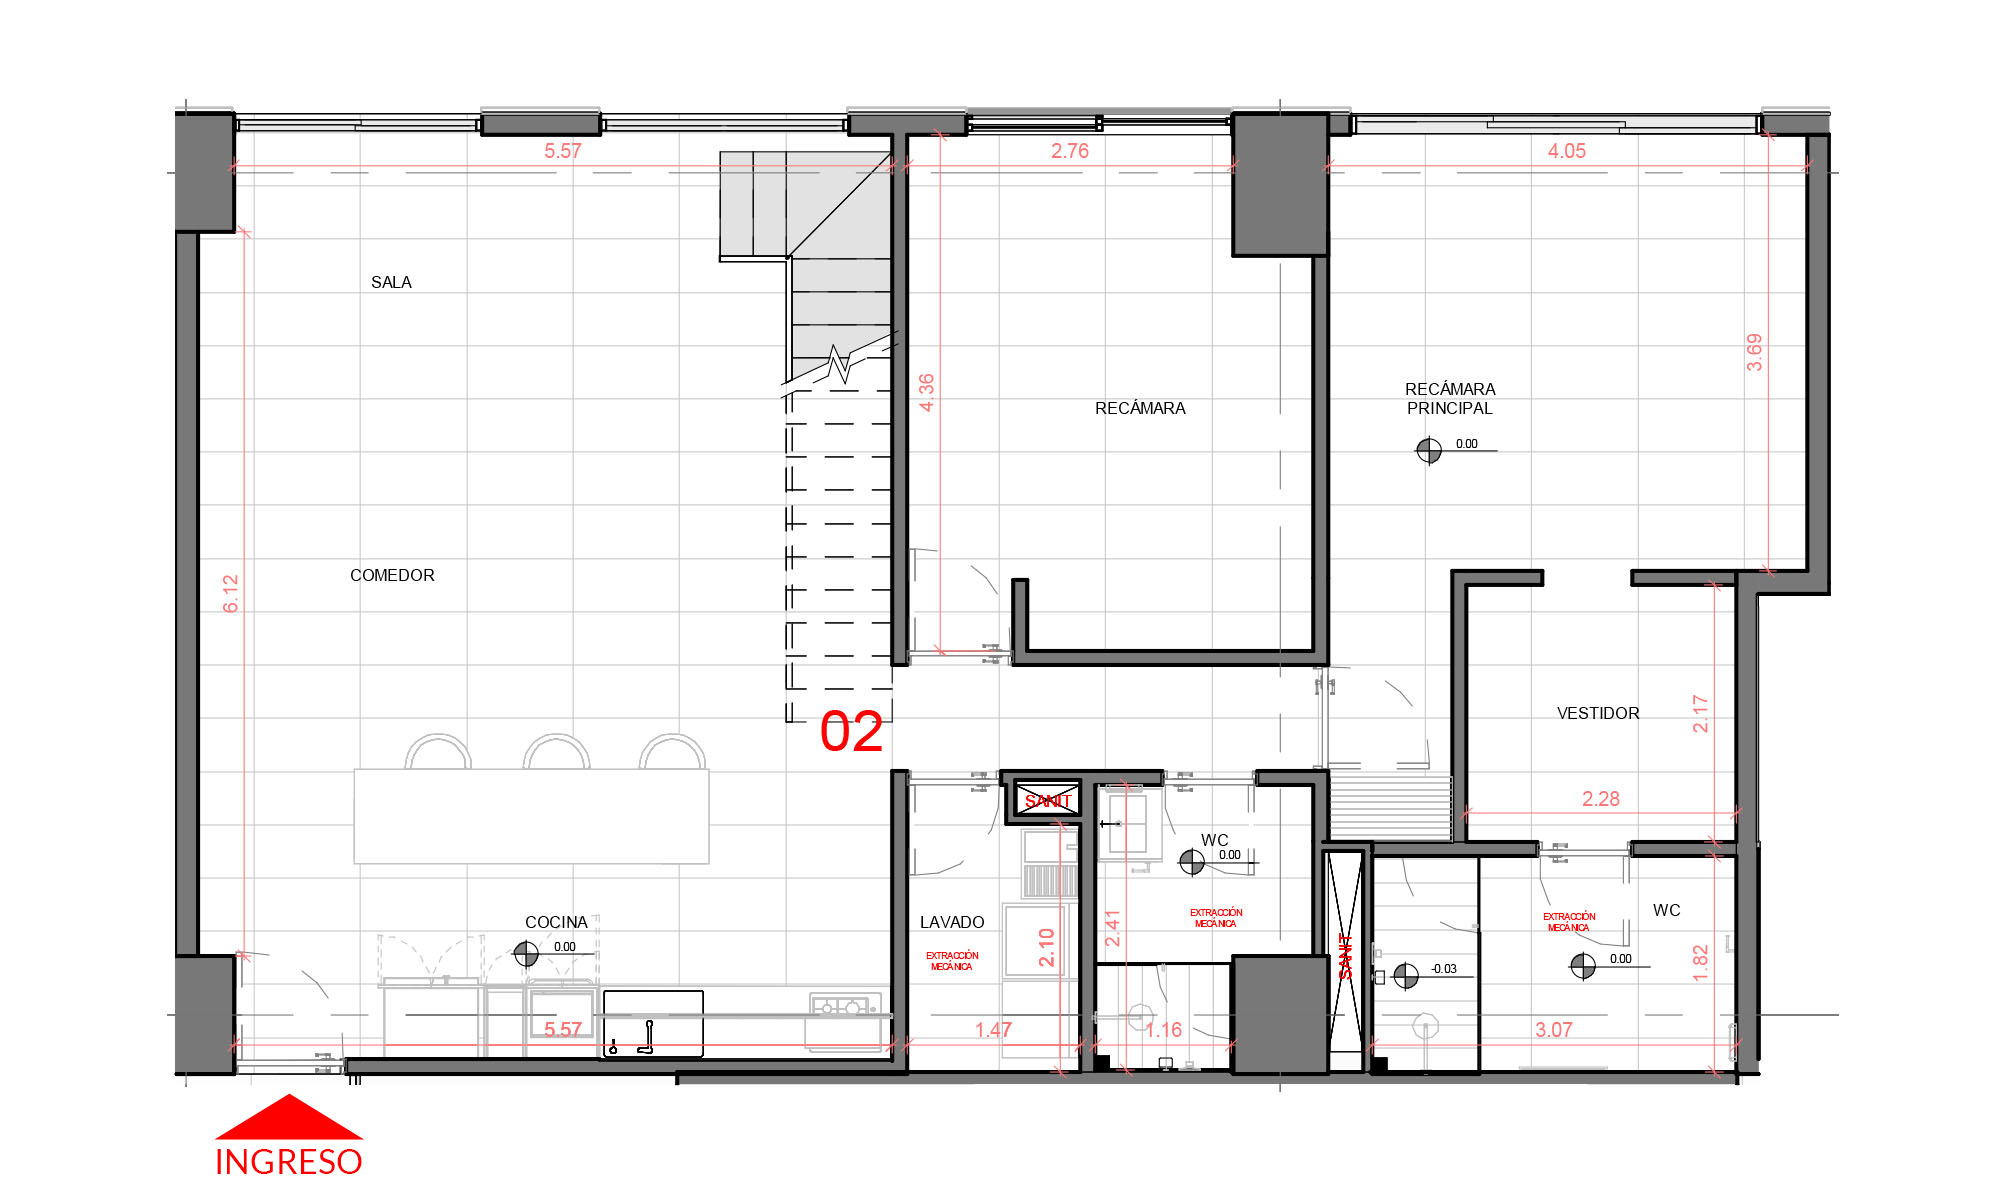 5.57
2.76
4.05
SALA
3.69
4.36
RECÁMARA
PRINCIPAL
RECÁMARA
0.00
COMEDOR
6.12
02
VESTIDOR
2.17
2.28
SANIT
WC
0.00
COCINA
0.00
LAVADO
EXTRACCIÓN
MECÁNICA
2.10
2.41
EXTRACCIÓN
MECÁNICA
SANIT
EXTRACCIÓN
MECÁNICA
WC
0.00
-0.03
1.82
5.57
1.47
1.16
3.07
INGRESO